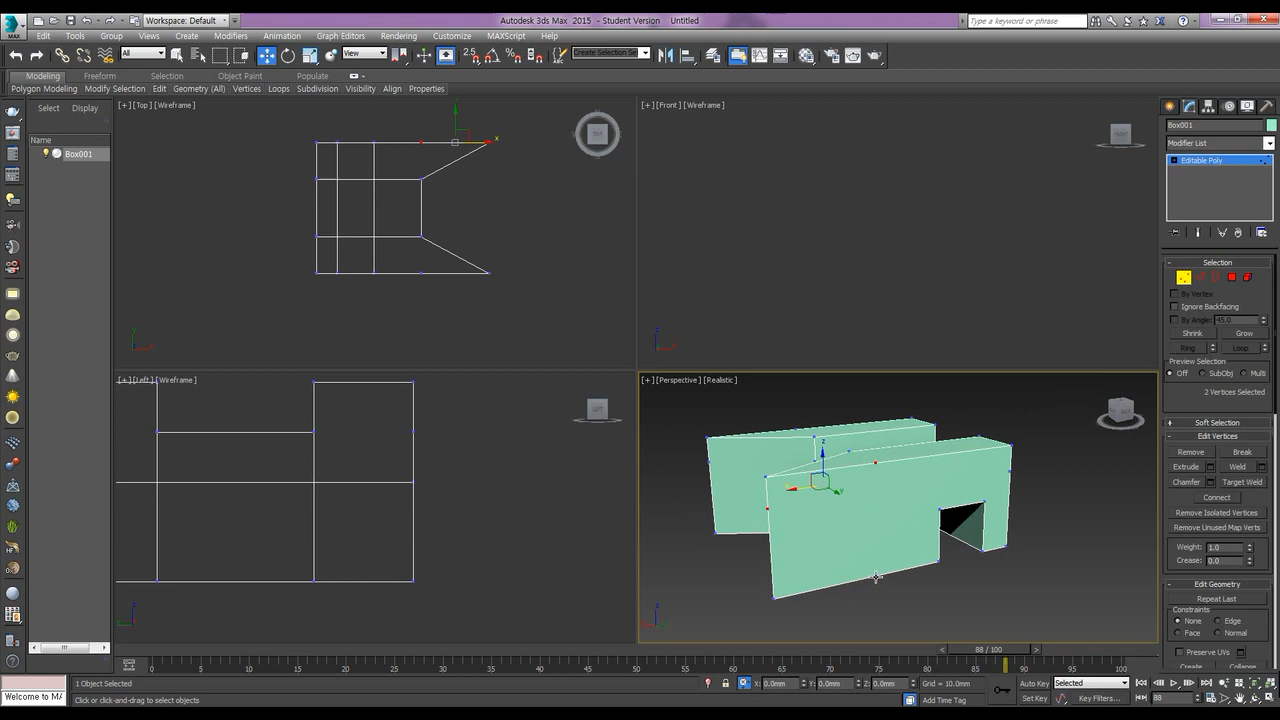 Workspace: Default
Autodesk 3ds Max 2015 - Student Version Untitled
Type a keyword or phrase
MAX
Edit Tools Group Views Create Modifiers Animation Graph Editors Rendering Customize MAXScript Help
All View 2.5 Create Selection Se
Modeling Freeform Selection Object Paint Populate
Polygon Modeling Modify Selection Edit Geometry (All) Vertices Loops Subdivision Visibility Align Properties
Select Display
Name
Box001
[+] [Top] [Wireframe]
TOP
x
[+] [Front] [Wireframe]
FRONT
[+] [Left] [Wireframe]
LEFT
[+] [Perspective] [Realistic]
z
Box001
Modifier List
Editable Poly
Selection
By Vertex
Ignore Backfacing
By Angle: 45.0
Shrink Grow
Ring Loop
Preview Selection
Off SubObj Multi
2 Vertices Selected
Soft Selection
Edit Vertices
Remove Break
Extrude Weld
Chamfer Target Weld
Connect
Remove Isolated Vertices
Remove Unused Map Verts
Weight: 1.0
Crease: 0.0
Edit Geometry
Repeat Last
Constraints
None Edge
Face Normal
Preserve UVs
Create Collapse
88 / 100
0 5 10 15 20 25 30 35 40 45 50 55 60 65 70 75 80 85 90 95 100
1 Object Selected
X: 0.0mm Y: 0.0mm Z: 0.0mm Grid = 10.0mm
Auto Key Selected
Welcome to MA
Click or click-and-drag to select objects
Add Time Tag
Set Key Key Filters...
88